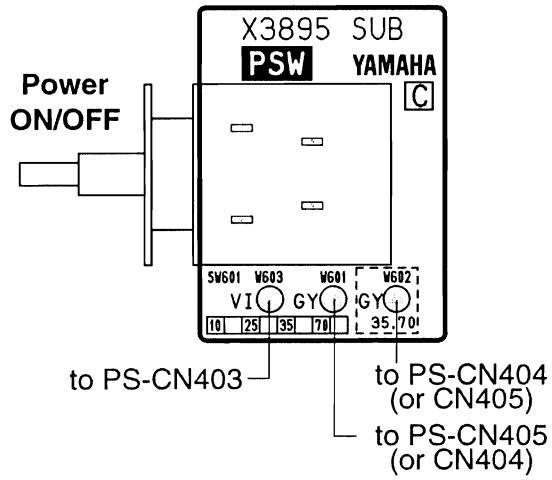 X3895 SUB
PSW YAMAHA
C
Power
ON/OFF
SW601 W603 W601 W602
VI GY GY
10 25 35 70 35.70
to PS-CN403
to PS-CN404
(or CN405)
to PS-CN405
(or CN404)